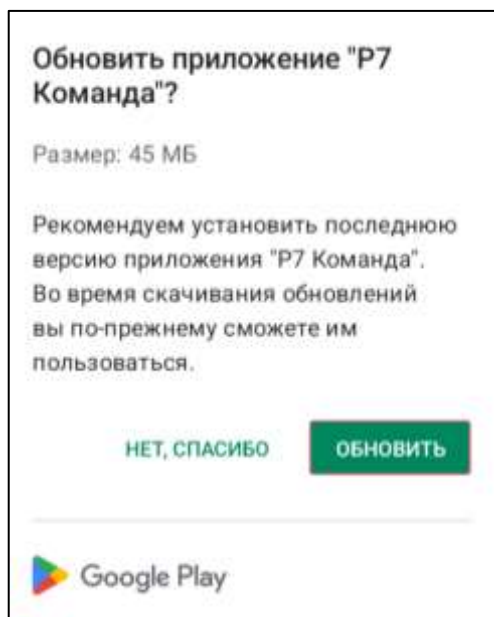 Обновить приложение "Р7
Команда"?
Размер: 45 МБ
Рекомендуем установить последнюю
версию приложения "Р7 Команда".
Во время скачивания обновлений
вы по-прежнему сможете им
пользоваться.
НЕТ, СПАСИБО ОБНОВИТЬ
Google Play